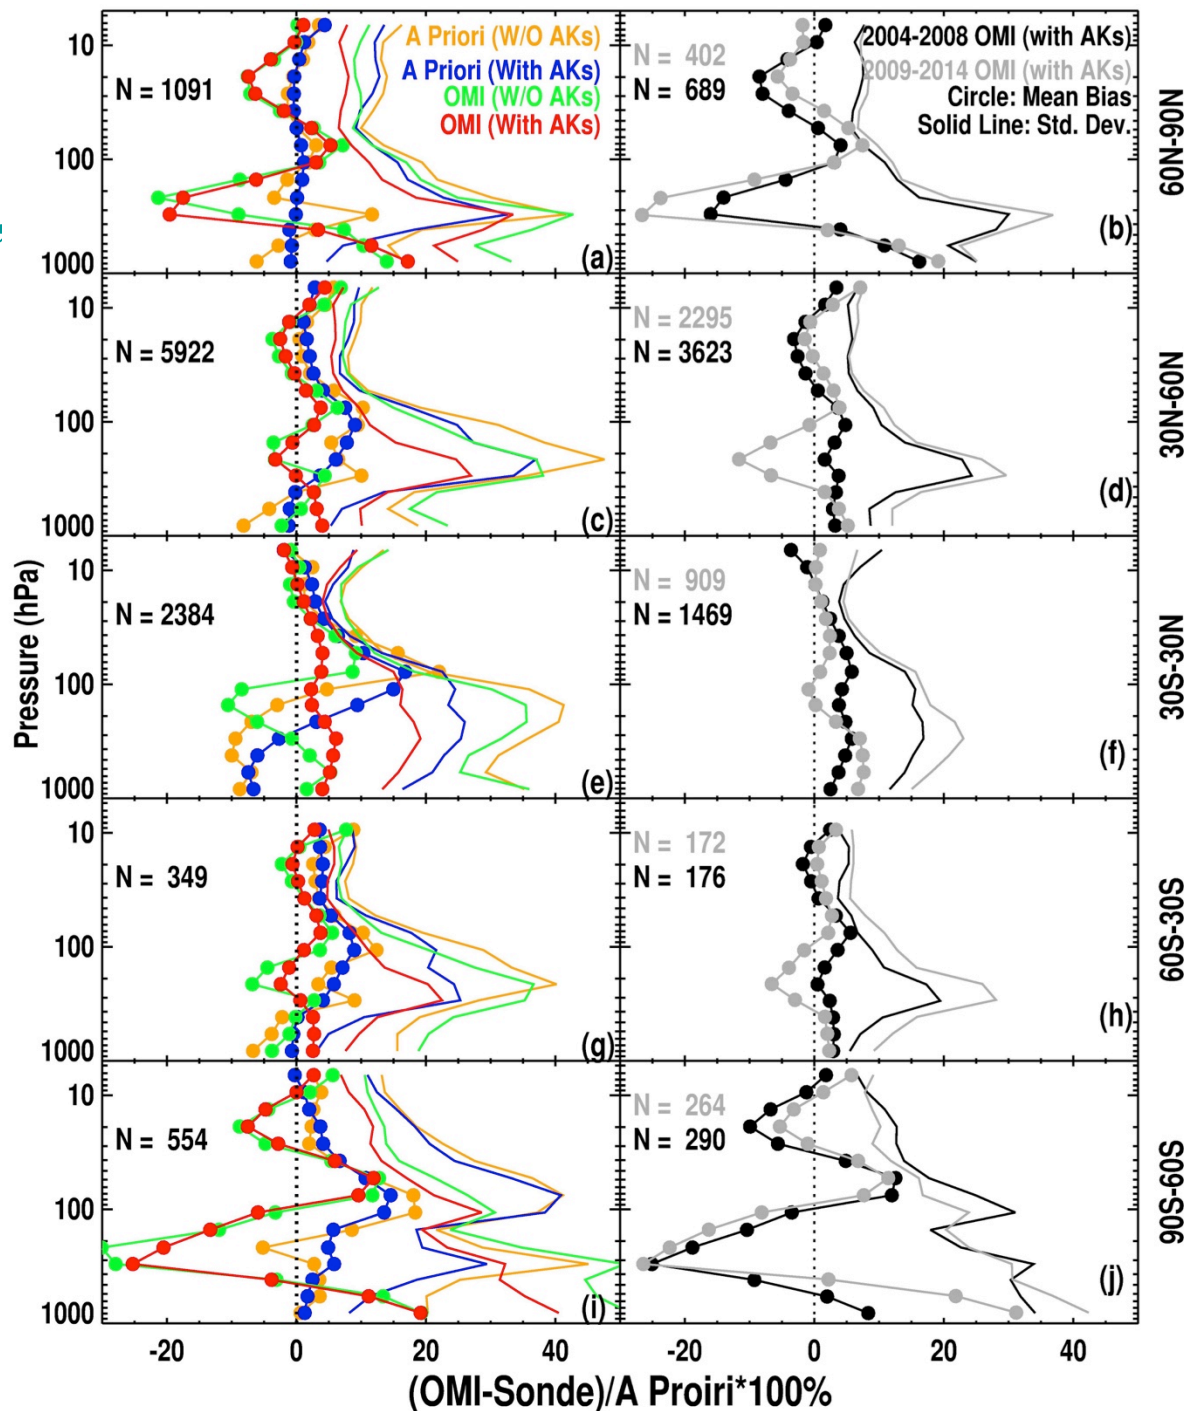 A Priori (W/O AKs)
A Priori (With AKs)
OMI (W/O AKs)
OMI (With AKs)
N = 1091
10
100
1000
(a)
2004-2008 OMI (with AKs)
2009-2014 OMI (with AKs)
Circle: Mean Bias
Solid Line: Std. Dev.
N = 402
N = 689
(b)
60N-90N
10
100
1000
N = 5922
(c)
N = 2295
N = 3623
(d)
30N-60N
Pressure (hPa)
10
100
1000
N = 2384
(e)
N = 909
N = 1469
(f)
30S-30N
10
100
1000
N = 349
(g)
N = 172
N = 176
(h)
60S-30S
10
100
1000
N = 554
(i)
N = 264
N = 290
(j)
90S-60S
-20 0 20 40 -20 0 20 40
(OMI-Sonde)/A Proiri*100%